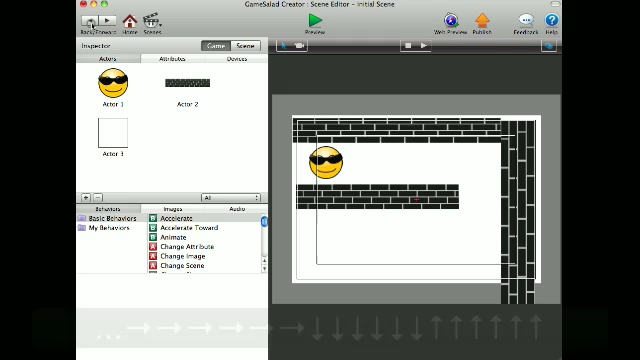 GameSalad Creator : Scene Editor - Initial Scene
Back/Forward Home Scenes Preview Web Preview Publish Feedback Help
Inspector Game Scene
Actors Attributes Devices
Actor 1 Actor 2
Actor 3
+ - All
Behaviors Images Audio
Basic Behaviors
My Behaviors
Accelerate
Accelerate Toward
Animate
Change Attribute
Change Image
Change Scene